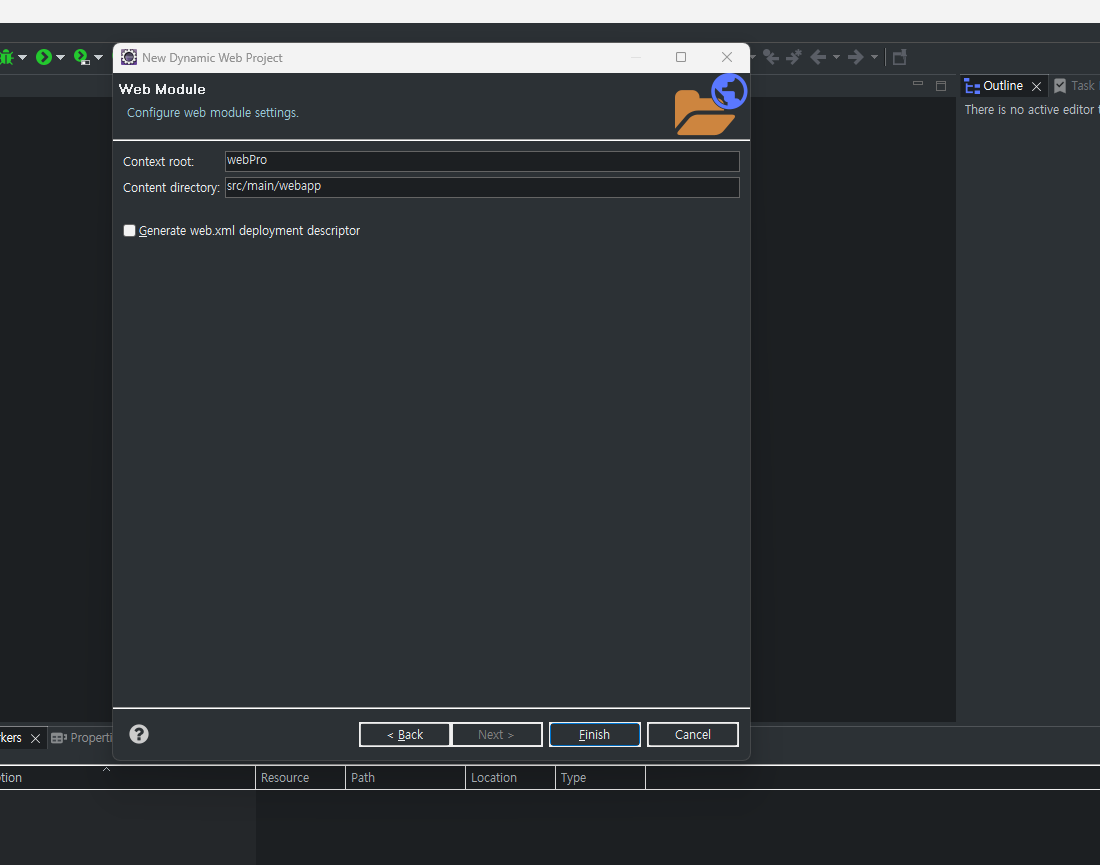 New Dynamic Web Project
Web Module
Configure web module settings.
Context root: webPro
Content directory: src/main/webapp
Generate web.xml deployment descriptor
< Back Next > Finish Cancel
Outline Task
There is no active editor
kers Properti
tion Resource Path Location Type